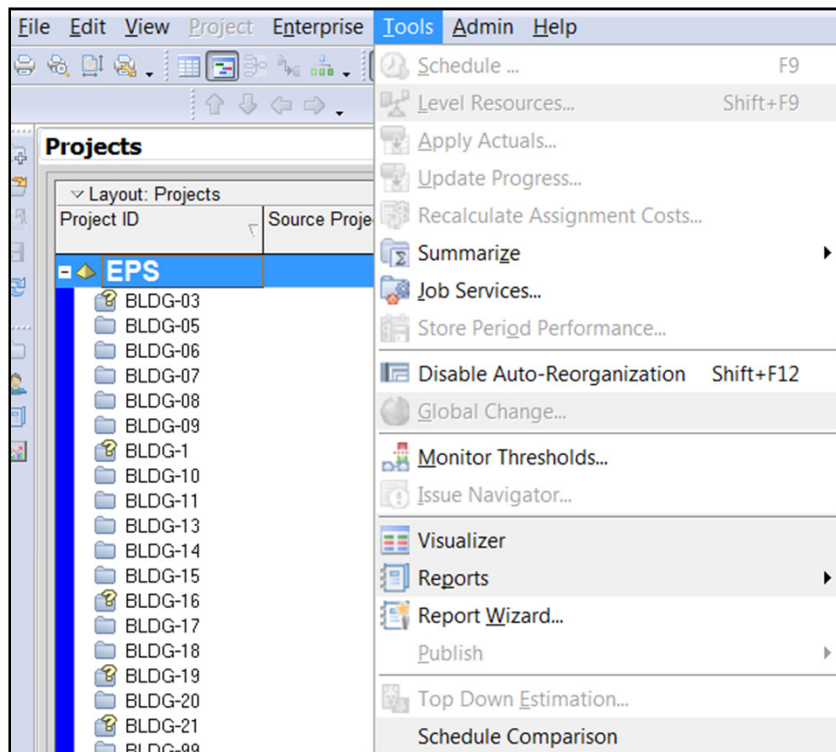 File Edit View Project Enterprise Tools Admin Help
Schedule ... F9
Level Resources... Shift+F9
Apply Actuals...
Update Progress...
Recalculate Assignment Costs...
Summarize
Job Services...
Store Period Performance...
Disable Auto-Reorganization Shift+F12
Global Change...
Monitor Thresholds...
Issue Navigator...
Visualizer
Reports
Report Wizard...
Publish
Top Down Estimation...
Schedule Comparison
Projects
Layout: Projects
Project ID Source
EPS
BLDG-03
BLDG-05
BLDG-06
BLDG-07
BLDG-08
BLDG-09
BLDG-1
BLDG-10
BLDG-11
BLDG-13
BLDG-14
BLDG-15
BLDG-16
BLDG-17
BLDG-18
BLDG-19
BLDG-20
BLDG-21